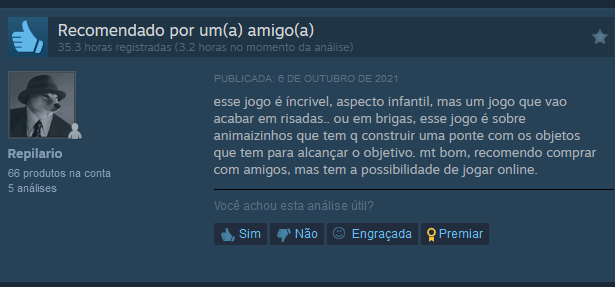 Recomendado por um(a) amigo(a)
35.3 horas registradas (3.2 horas no momento da análise)
PUBLICADA: 6 DE OUTUBRO DE 2021
esse jogo é íncrivel, aspecto infantil, mas um jogo que vao
acabar em risadas.. ou em brigas, esse jogo é sobre
animaizinhos que tem q construir uma ponte com os objetos
que tem para alcançar o objetivo. mt bom, recomendo comprar
com amigos, mas tem a possibilidade de jogar online.
Repilario
66 produtos na conta
5 análises
Você achou esta análise útil?
Sim Não Engraçada Premiar